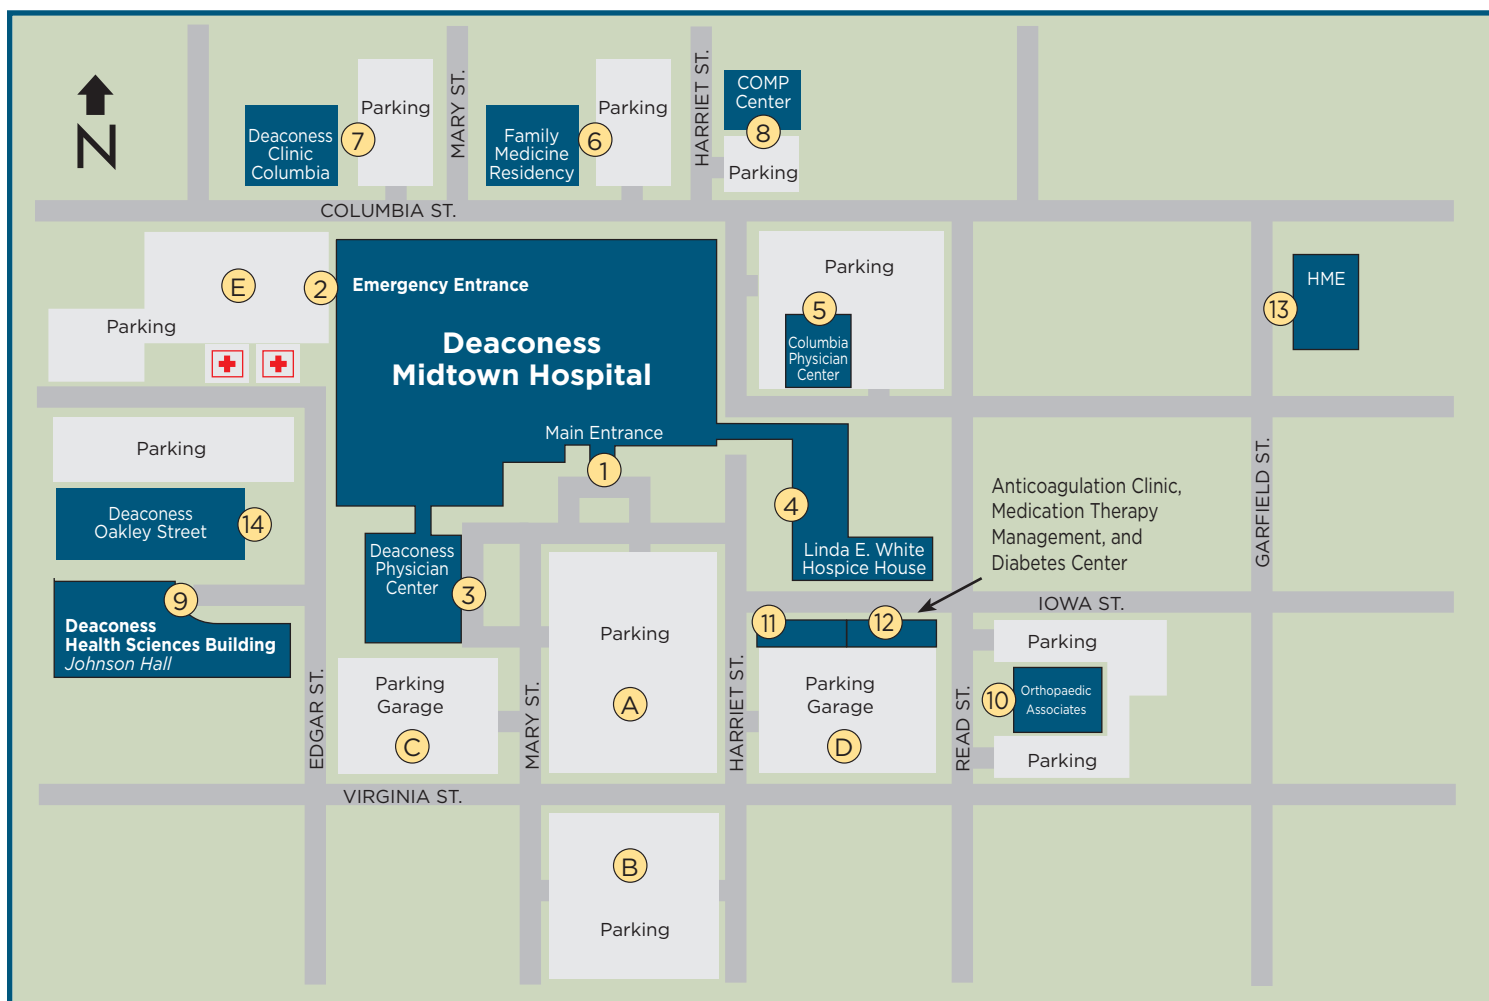 N
Deaconess
Clinic
Columbia
7
Parking
MARY ST.
Family
Medicine
Residency
6
Parking
HARRIET ST.
COMP
Center
8
Parking
COLUMBIA ST.
E
2
Emergency Entrance
Parking
Deaconess
Midtown Hospital
Main Entrance
1
Parking
5
Columbia
Physician
Center
13
HME
Parking
Deaconess
Oakley Street
14
9
Deaconess
Health Sciences Building
Johnson Hall
EDGAR ST.
Deaconess
Physician
Center
3
4
Linda E. White
Hospice House
Anticoagulation Clinic,
Medication Therapy
Management, and
Diabetes Center
GARFIELD ST.
IOWA ST.
11
12
Parking
Garage
C
MARY ST.
Parking
A
HARRIET ST.
Parking
Garage
D
READ ST.
Parking
10
Orthopaedic
Associates
Parking
VIRGINIA ST.
B
Parking